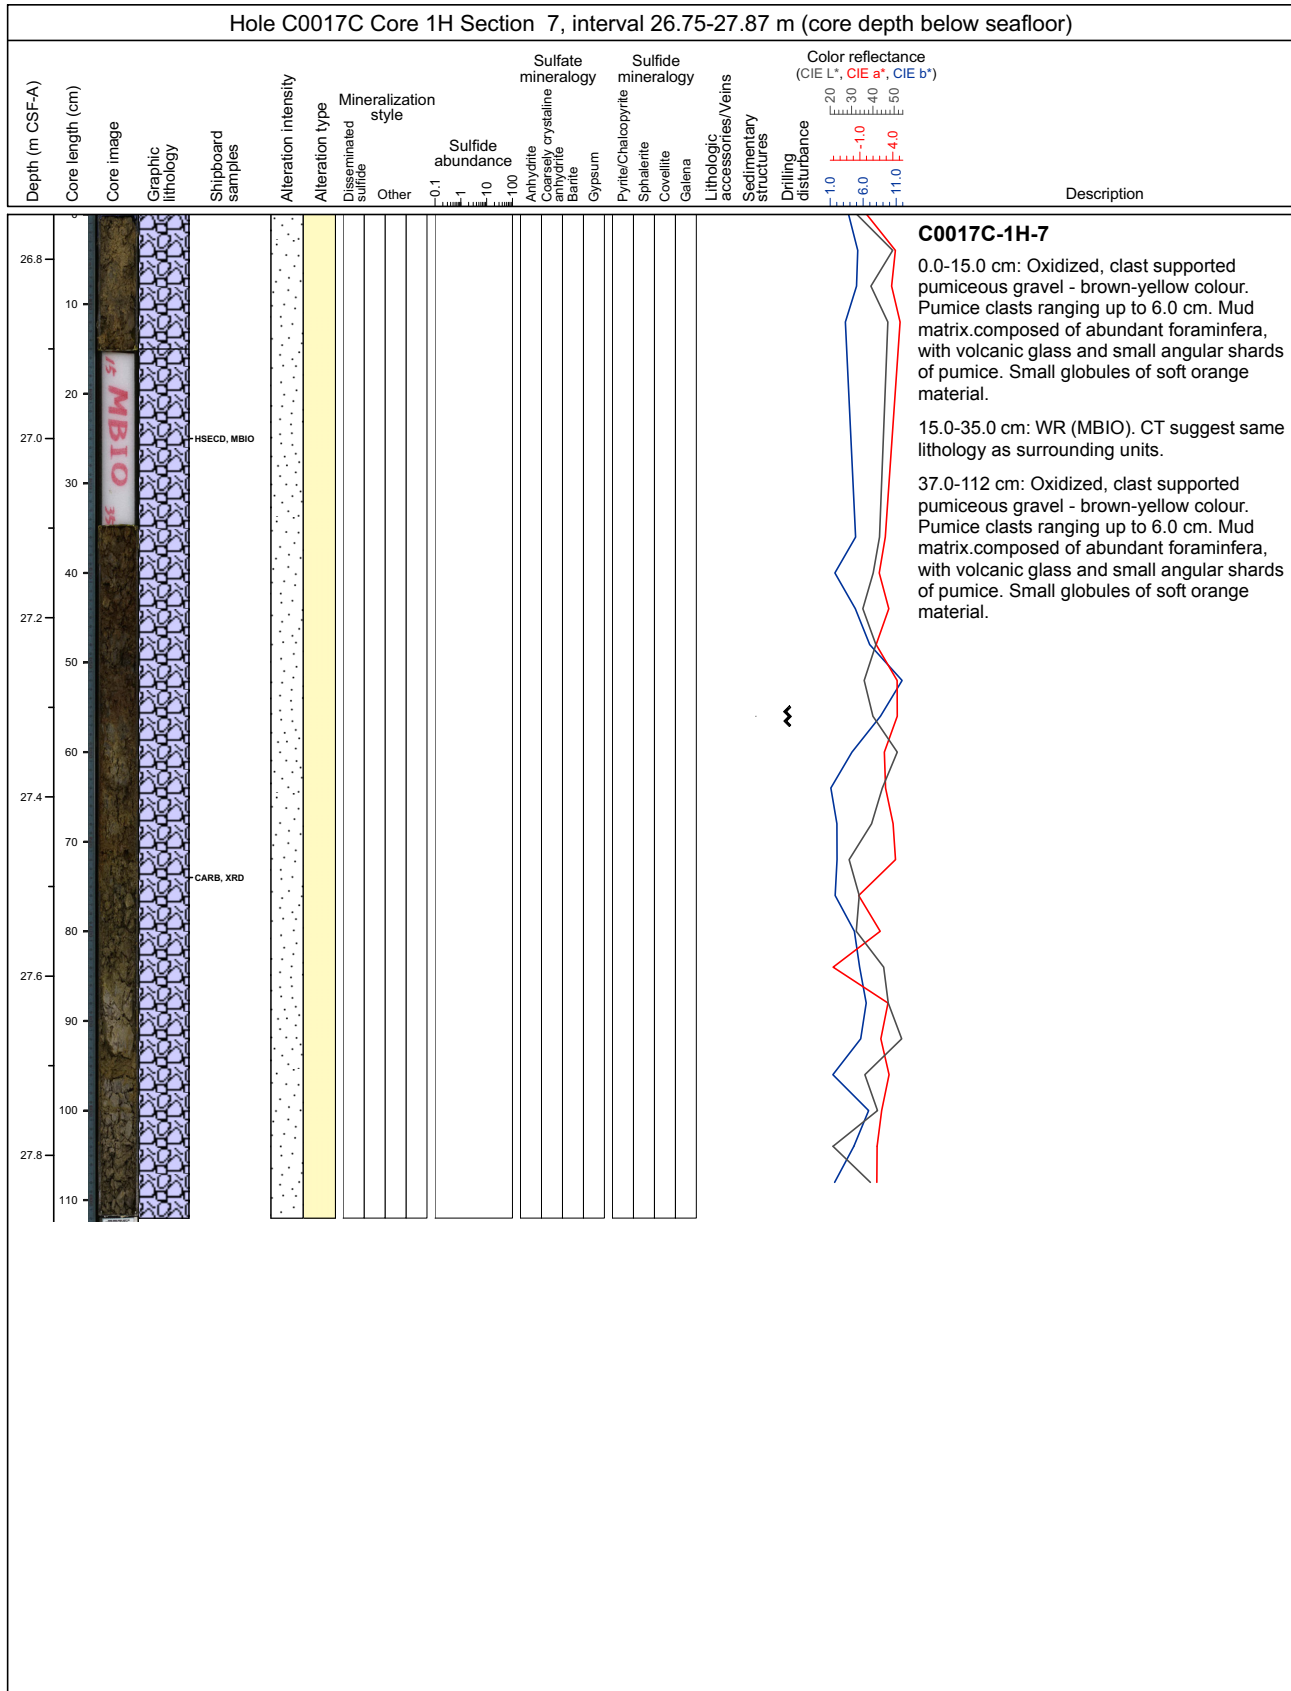 Hole C0017C Core 1H Section 7, interval 26.75-27.87 m (core depth below seafloor)
Depth (m CSF-A)
Core length (cm)
Core image
Graphic
lithology
Shipboard
samples
Alteration intensity
Alteration type
Mineralization
style
Disseminated
sulfide
Other
Sulfide
abundance
0.1
1
10
100
Sulfate
mineralogy
Anhydrite
Coarsely crystaline
anhydrite
Barite
Gypsum
Sulfide
mineralogy
Pyrite/Chalcopyrite
Sphalerite
Covellite
Galena
Lithologic
accessories/Veins
Sedimentary
structures
Drilling
disturbance
Color reflectance
(CIE L*, CIE a*, CIE b*)
20
30
40
50
-1.0
-4.0
1.0
6.0
11.0
Description
26.8
27.0
27.2
27.4
27.6
27.8
0
10
20
30
40
50
60
70
80
90
100
110
15 MBIO 35
HSECD, MBIO
CARB, XRD
C0017C-1H-7
0.0-15.0 cm: Oxidized, clast supported
pumiceous gravel - brown-yellow colour.
Pumice clasts ranging up to 6.0 cm. Mud
matrix.composed of abundant foraminfera,
with volcanic glass and small angular shards
of pumice. Small globules of soft orange
material.
15.0-35.0 cm: WR (MBIO). CT suggest same
lithology as surrounding units.
37.0-112 cm: Oxidized, clast supported
pumiceous gravel - brown-yellow colour.
Pumice clasts ranging up to 6.0 cm. Mud
matrix.composed of abundant foraminfera,
with volcanic glass and small angular shards
of pumice. Small globules of soft orange
material.